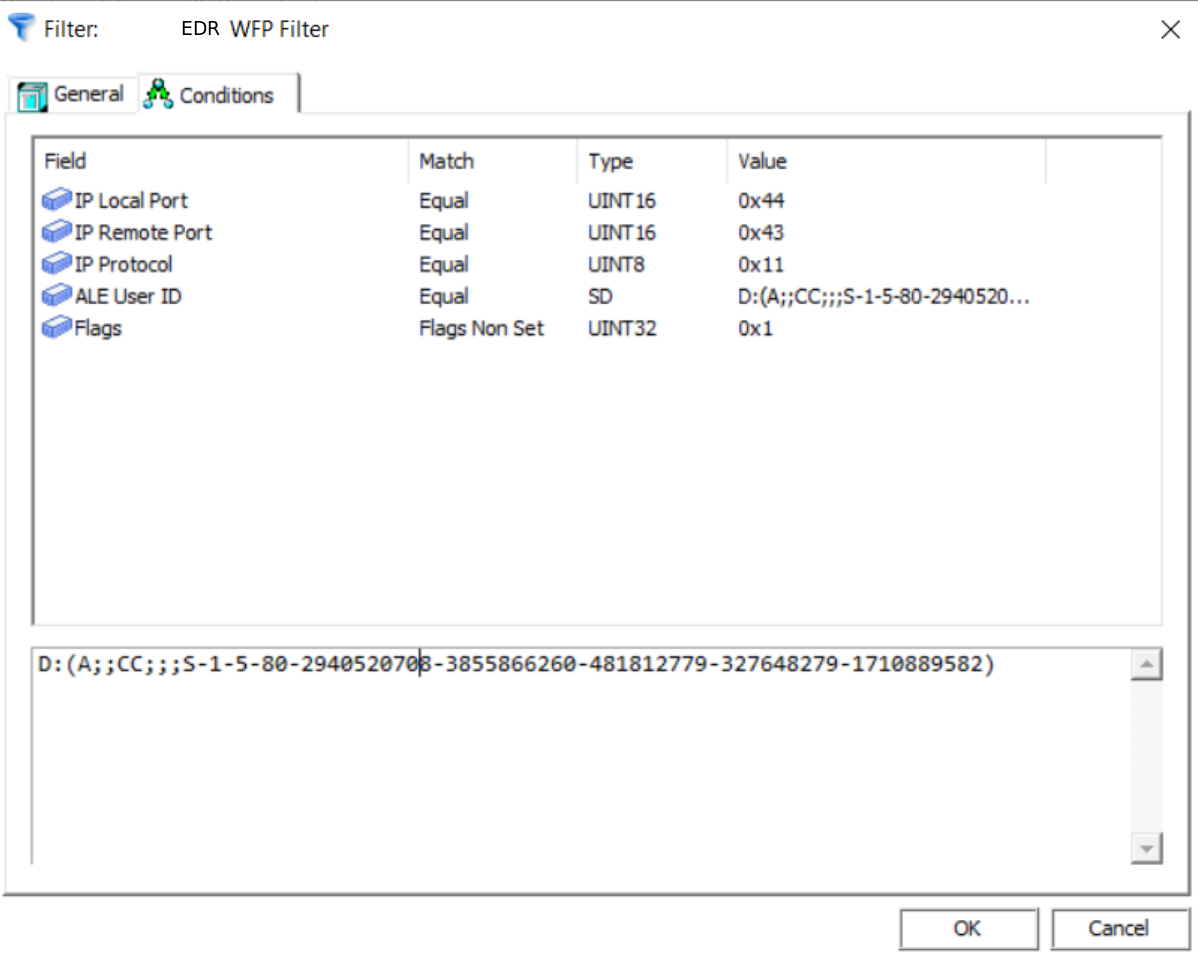 Filter: EDR WFP Filter
General Conditions
Field Match Type Value
IP Local Port Equal UINT16 0x44
IP Remote Port Equal UINT16 0x43
IP Protocol Equal UINT8 0x11
ALE User ID Equal SD D:(A;;CC;;;S-1-5-80-2940520...
Flags Flags Non Set UINT32 0x1
D:(A;;CC;;;S-1-5-80-2940520708-3855866260-481812779-327648279-1710889582)
OK Cancel